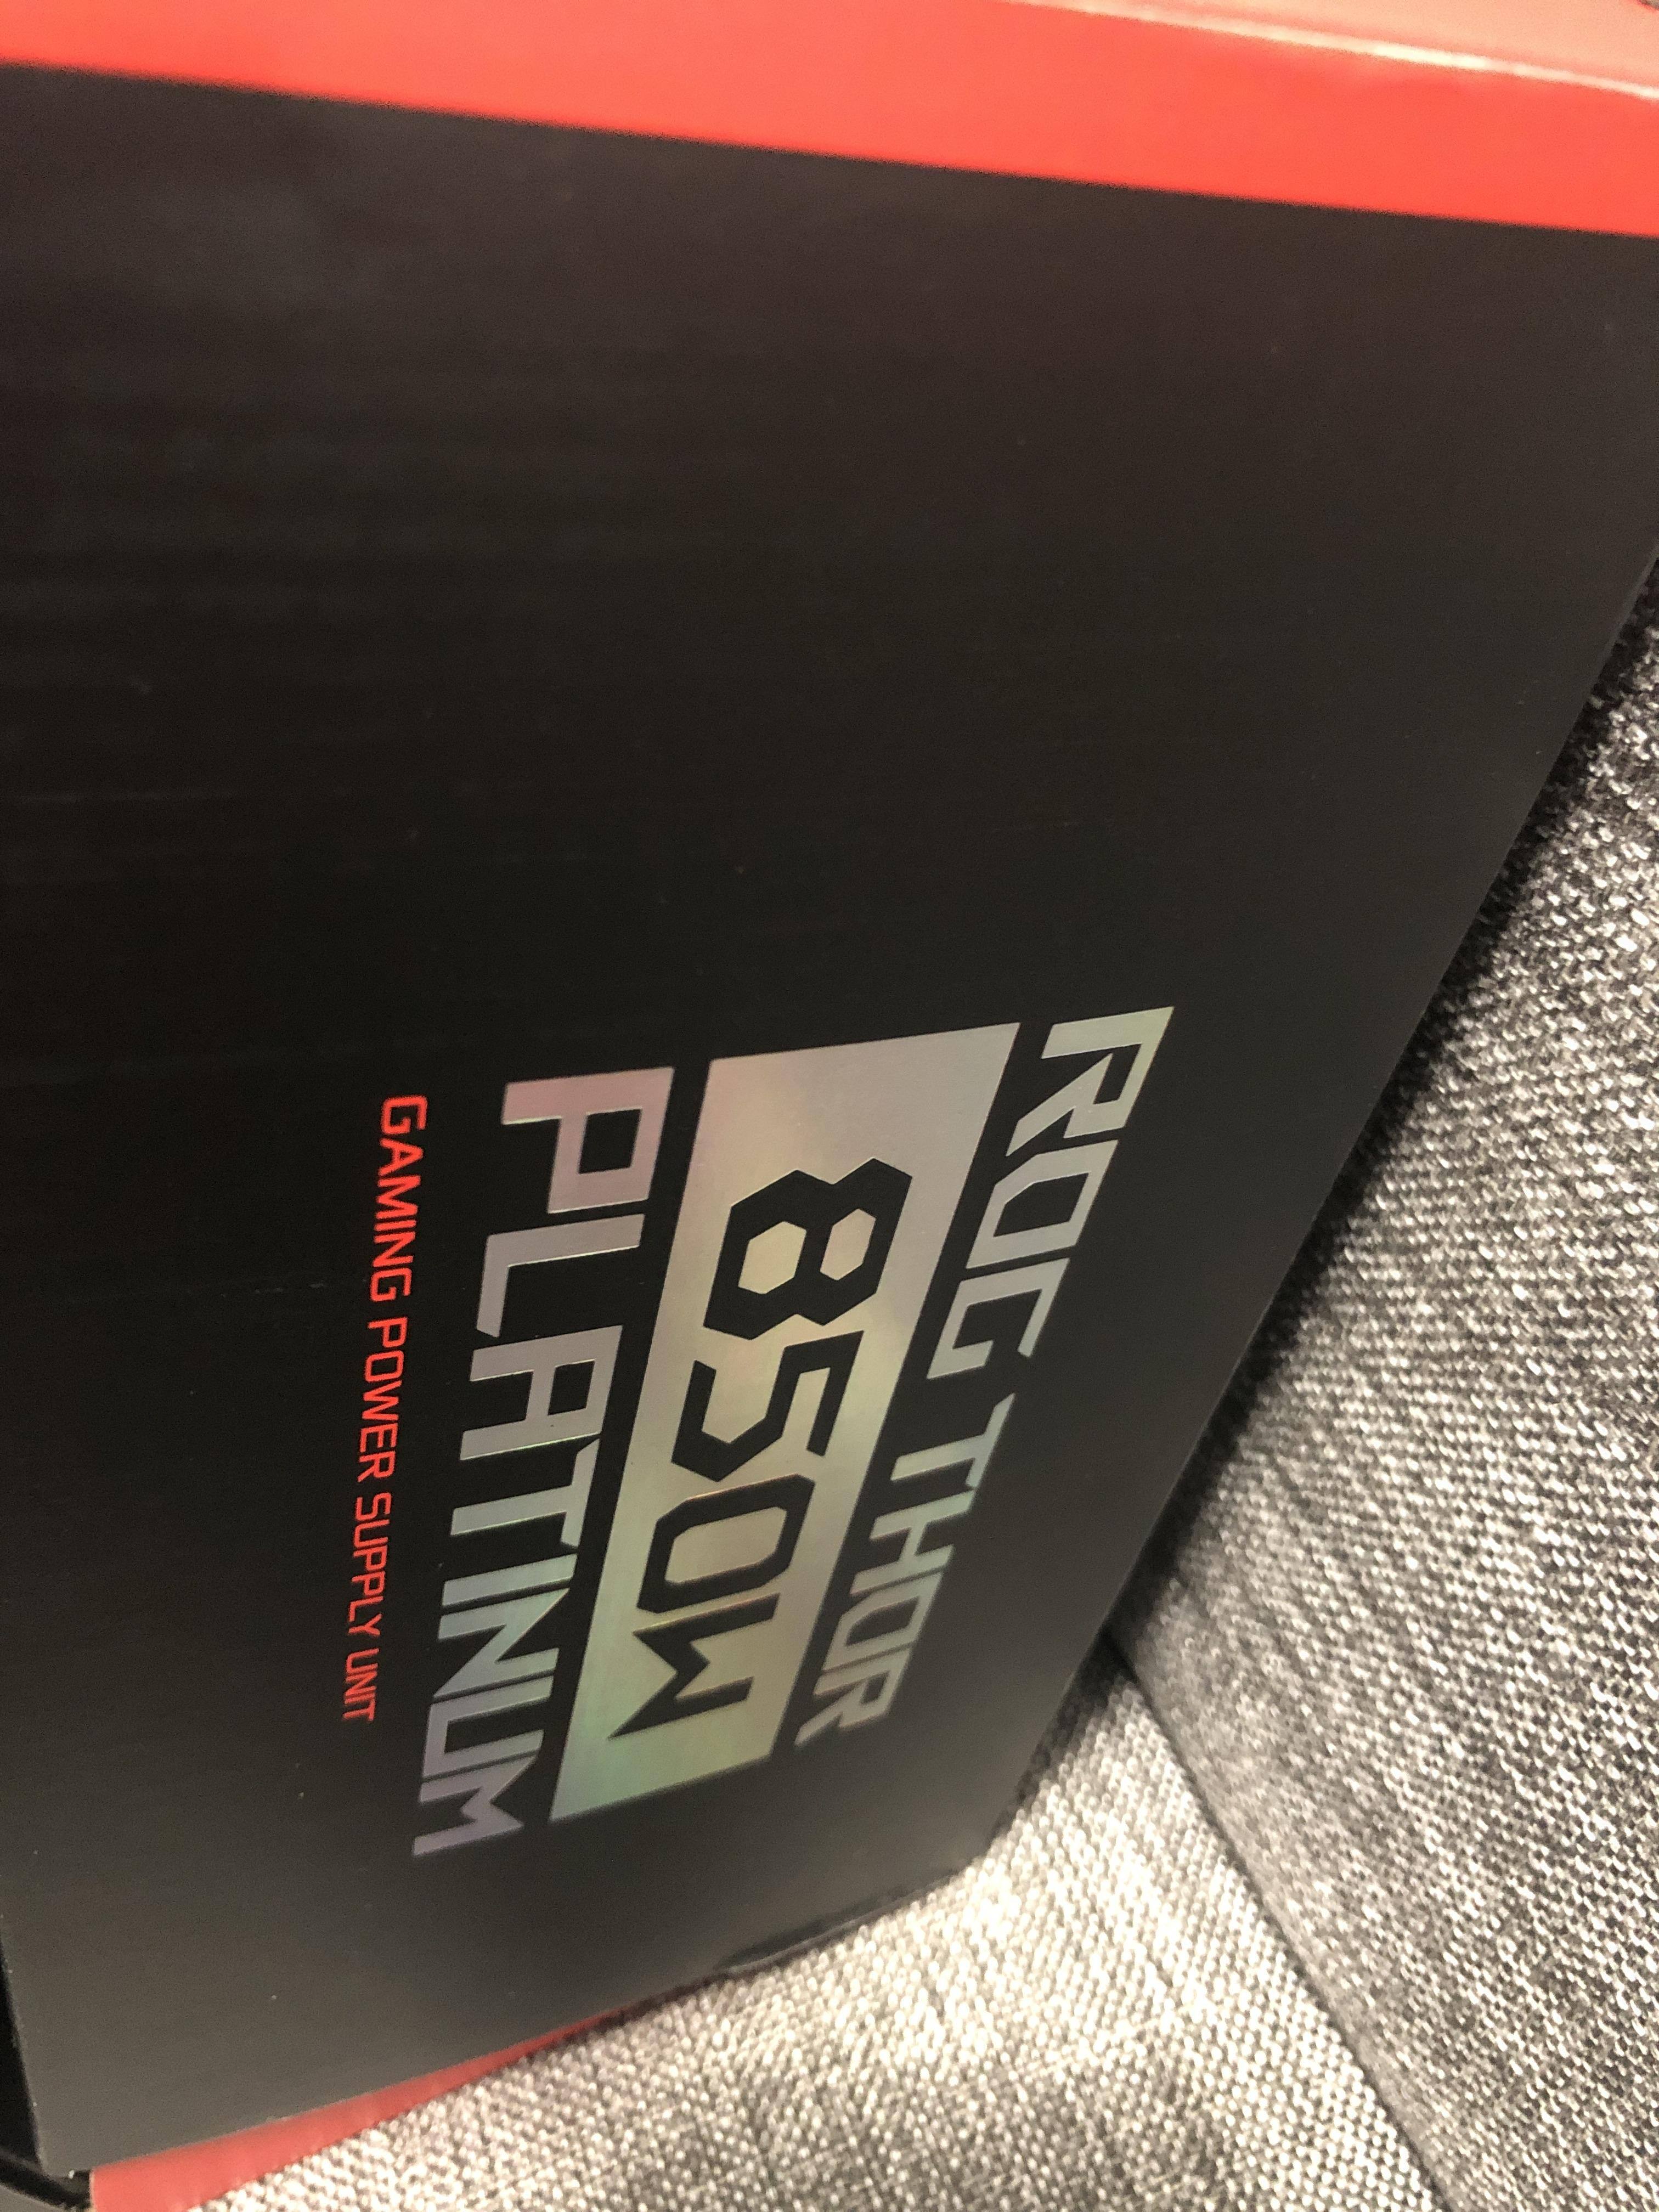 ROG THOR
850W
PLATINUM
GAMING POWER SUPPLY UNIT